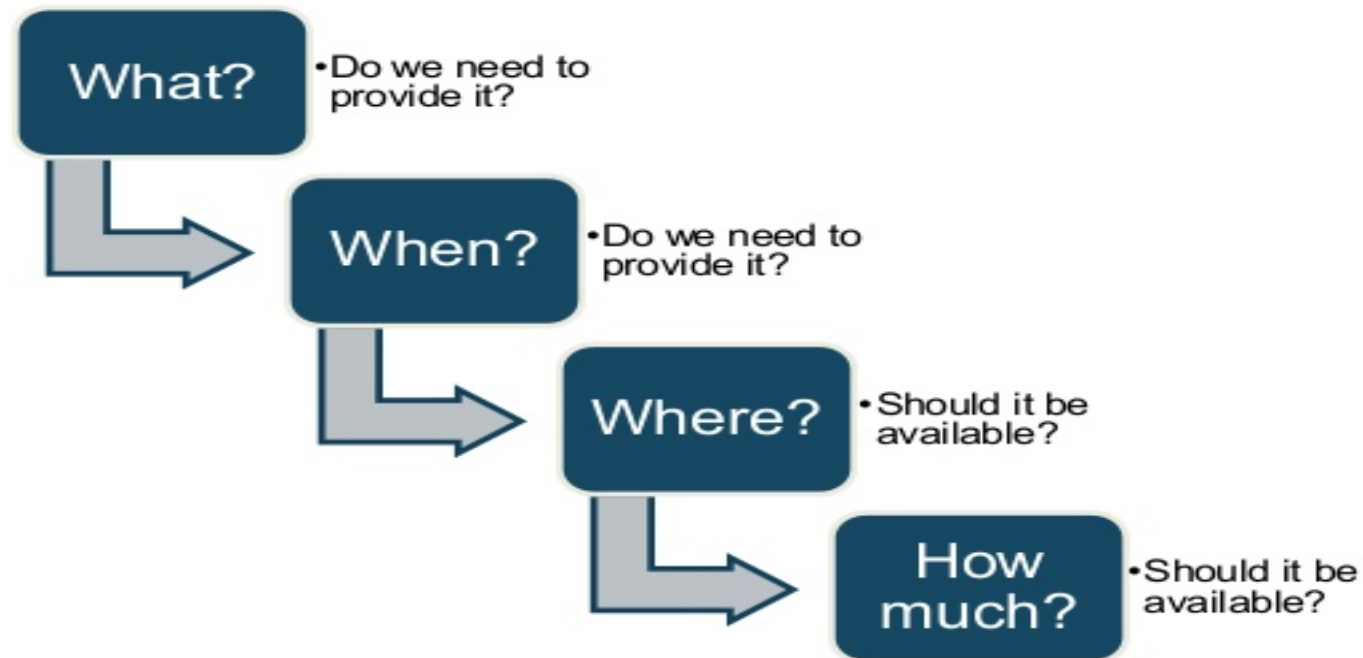 What?
•Do we need to
provide it?
When?
•Do we need to
provide it?
Where?
•Should it be
available?
How
much?
•Should it be
available?